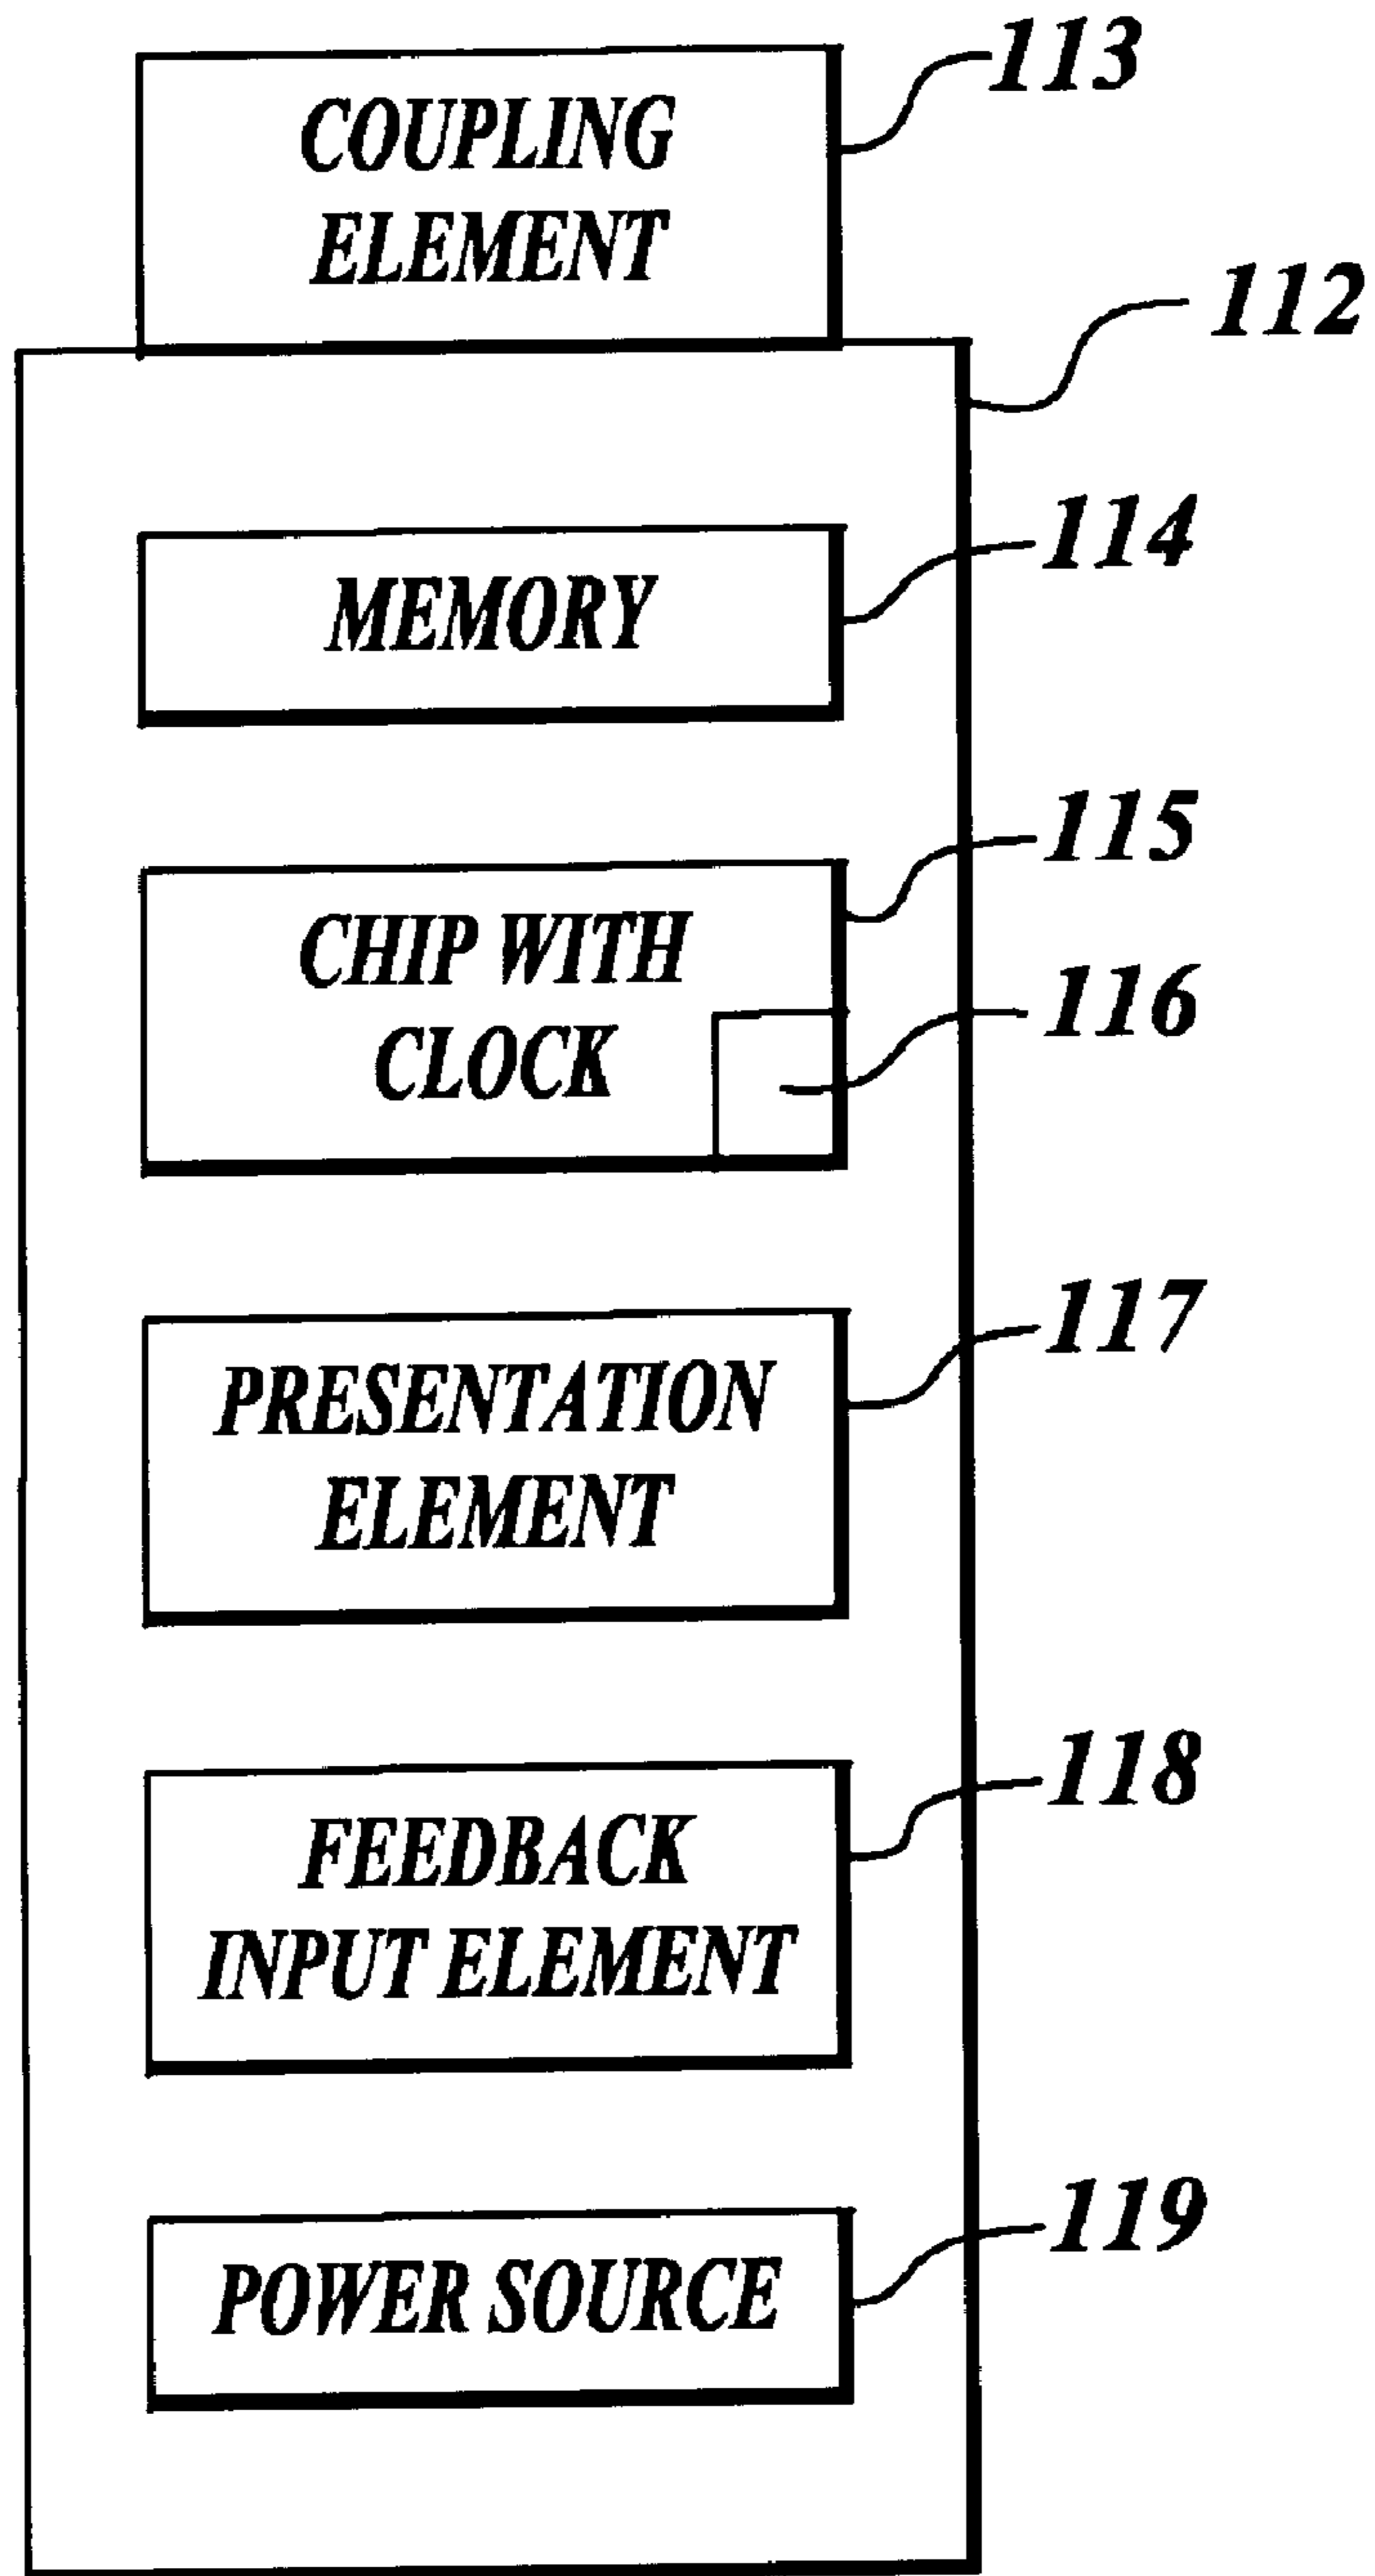 113
COUPLING
ELEMENT
112
114
MEMORY
115
CHIP WITH
CLOCK
116
117
PRESENTATION
ELEMENT
118
FEEDBACK
INPUT ELEMENT
119
POWER SOURCE